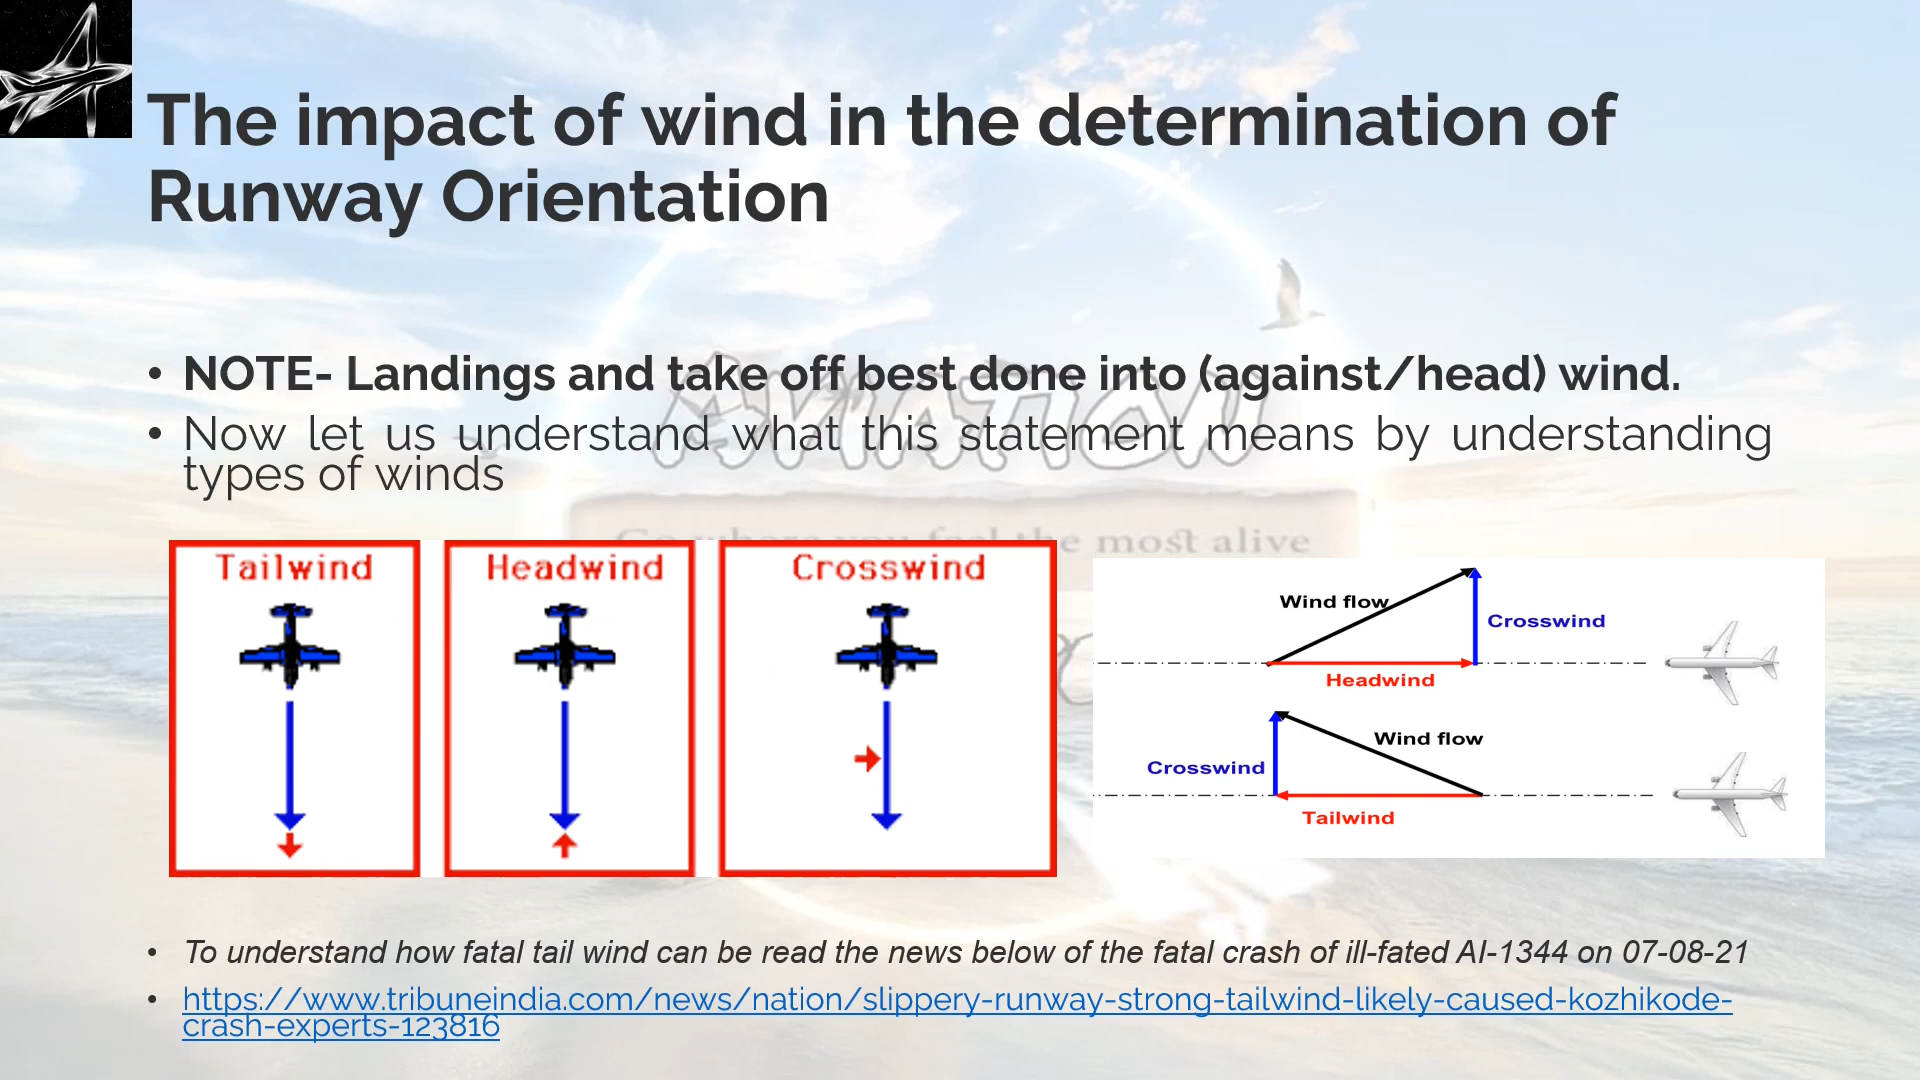 The impact of wind in the determination of
Runway Orientation
AVIATION
• NOTE- Landings and take off best done into (against/head) wind.
• Now let us understand what this statement means by understanding
types of winds
the most alive
Tailwind
Headwind
Crosswind
Wind flow
Crosswind
Headwind
Wind flow
Crosswind
Tailwind
• To understand how fatal tail wind can be read the news below of the fatal crash of ill-fated AI-1344 on 07-08-21
• https://www.tribuneindia.com/news/nation/slippery-runway-strong-tailwind-likely-caused-kozhikode-
crash-experts-123816